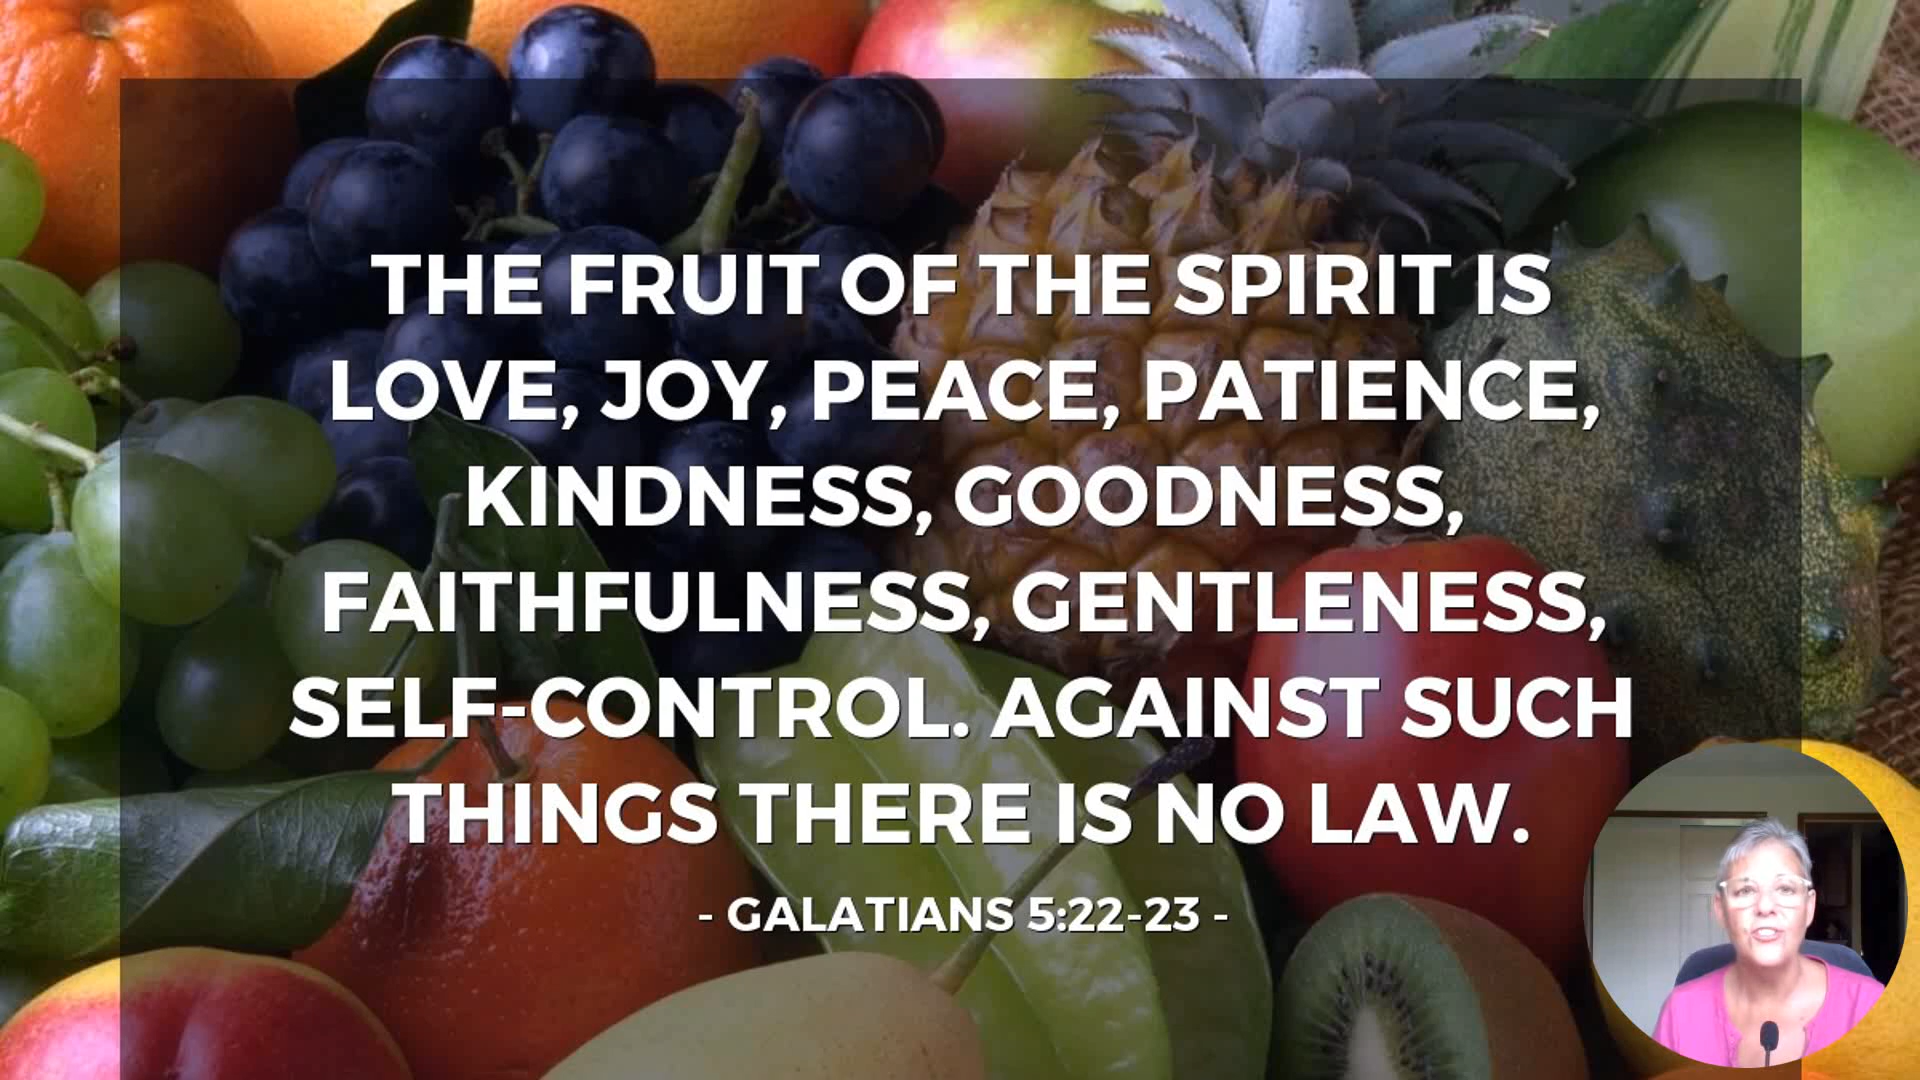 THE FRUIT OF THE SPIRIT IS
LOVE, JOY, PEACE, PATIENCE,
KINDNESS, GOODNESS,
FAITHFULNESS, GENTLENESS,
SELF-CONTROL. AGAINST SUCH
THINGS THERE IS NO LAW.
- GALATIANS 5:22-23 -